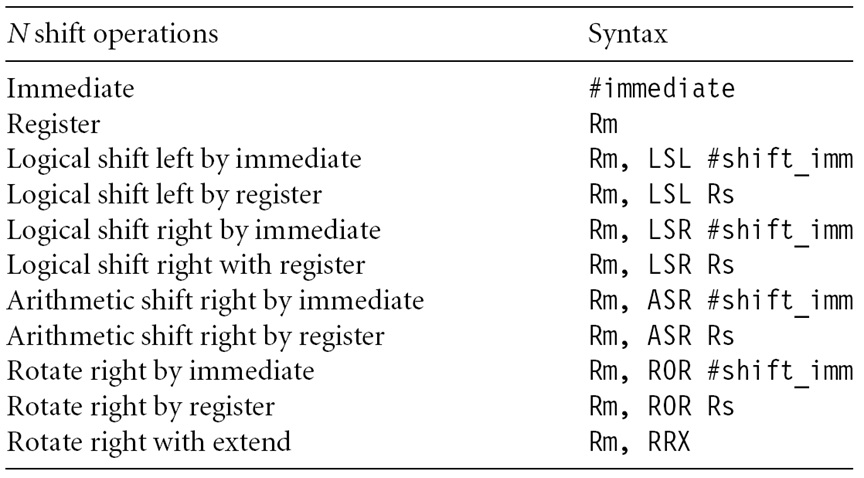 N shift operations Syntax
Immediate #immediate
Register Rm
Logical shift left by immediate Rm, LSL #shift_imm
Logical shift left by register Rm, LSL Rs
Logical shift right by immediate Rm, LSR #shift_imm
Logical shift right with register Rm, LSR Rs
Arithmetic shift right by immediate Rm, ASR #shift_imm
Arithmetic shift right by register Rm, ASR Rs
Rotate right by immediate Rm, ROR #shift_imm
Rotate right by register Rm, ROR Rs
Rotate right with extend Rm, RRX